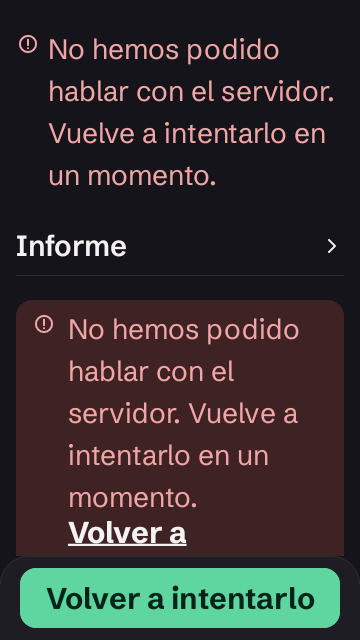 No hemos podido
hablar con el servidor.
Vuelve a intentarlo en
un momento.
Informe
No hemos podido
hablar con el
servidor. Vuelve a
intentarlo en un
momento.
Volver a
Volver a intentarlo